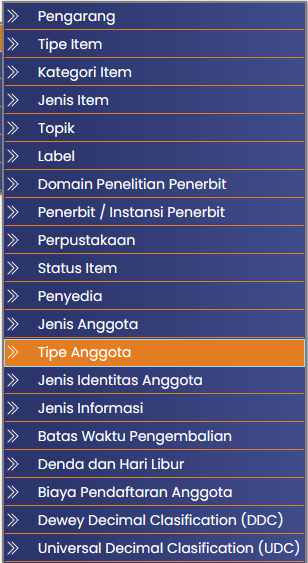 Pengarang
Tipe Item
Kategori Item
Jenis Item
Topik
Label
Domain Penelitian Penerbit
Penerbit / Instansi Penerbit
Perpustakaan
Status Item
Penyedia
Jenis Anggota
Tipe Anggota
Jenis Identitas Anggota
Jenis Informasi
Batas Waktu Pengembalian
Denda dan Hari Libur
Biaya Pendaftaran Anggota
Dewey Decimal Clasification (DDC)
Universal Decimal Clasification (UDC)